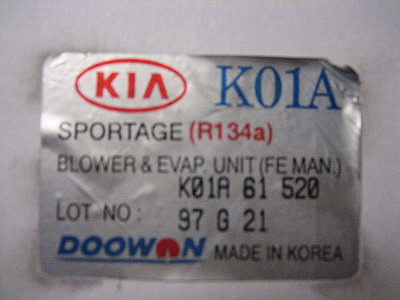 KIA K01A
SPORTAGE (R134a)
BLOWER & EVAP. UNIT (FE MAN.)
K01A 61 520
LOT NO : 97 G 21
DOOWON MADE IN KOREA